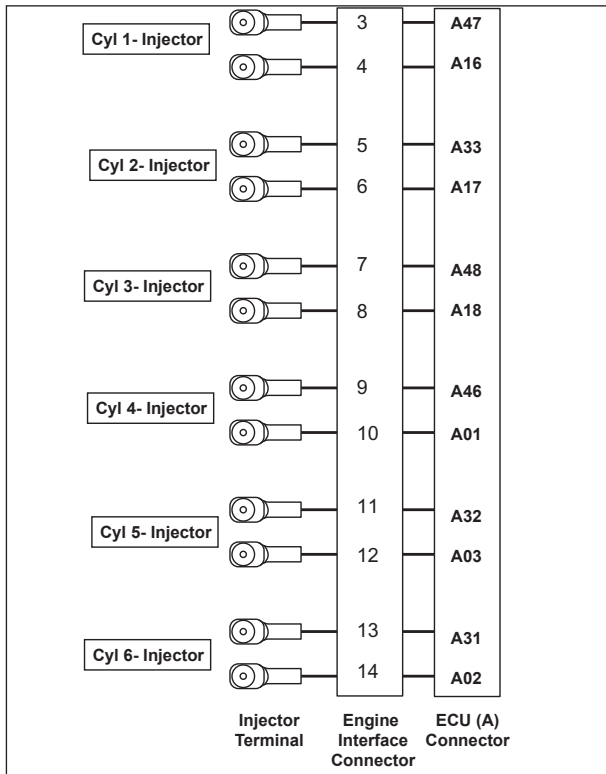 Cyl 1- Injector
3
A47
4
A16
Cyl 2- Injector
5
A33
6
A17
Cyl 3- Injector
7
A48
8
A18
Cyl 4- Injector
9
A46
10
A01
Cyl 5- Injector
11
A32
12
A03
Cyl 6- Injector
13
A31
14
A02
Injector
Terminal
Engine
Interface
Connector
ECU (A)
Connector